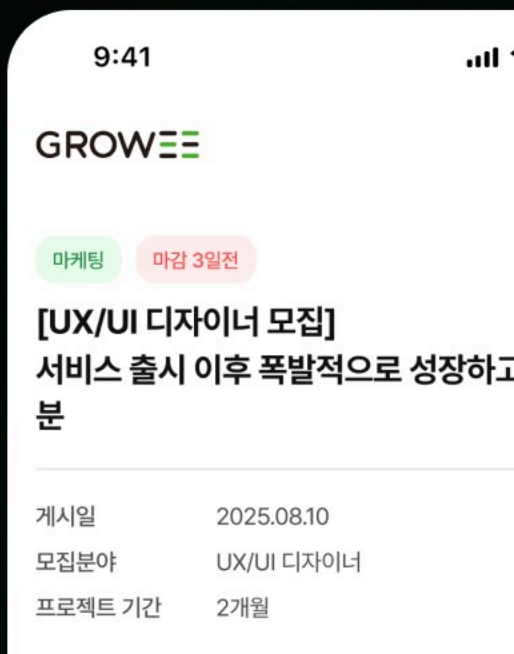 9:41
GROWEE
마케팅 마감 3일전
[UX/UI 디자이너 모집]
서비스 출시 이후 폭발적으로 성장하고
분
게시일 2025.08.10
모집분야 UX/UI 디자이너
프로젝트 기간 2개월